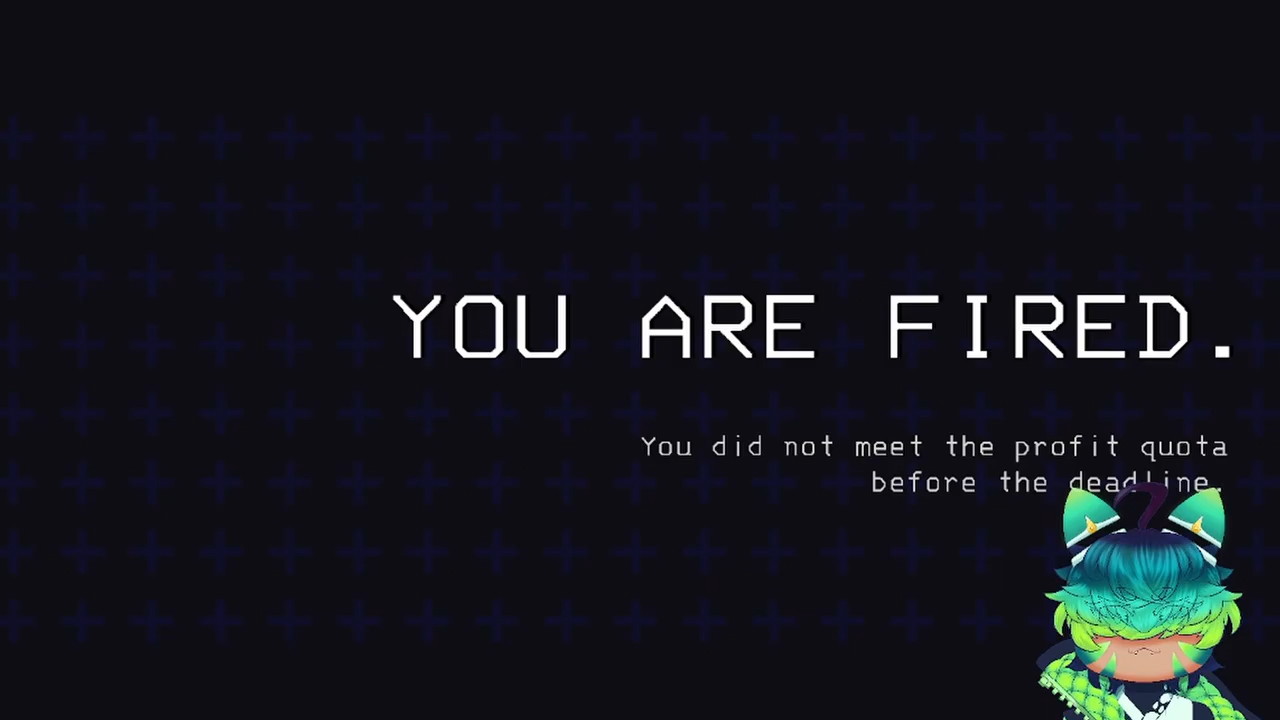 YOU ARE FIRED.
You did not meet the profit quota
before the deadline.